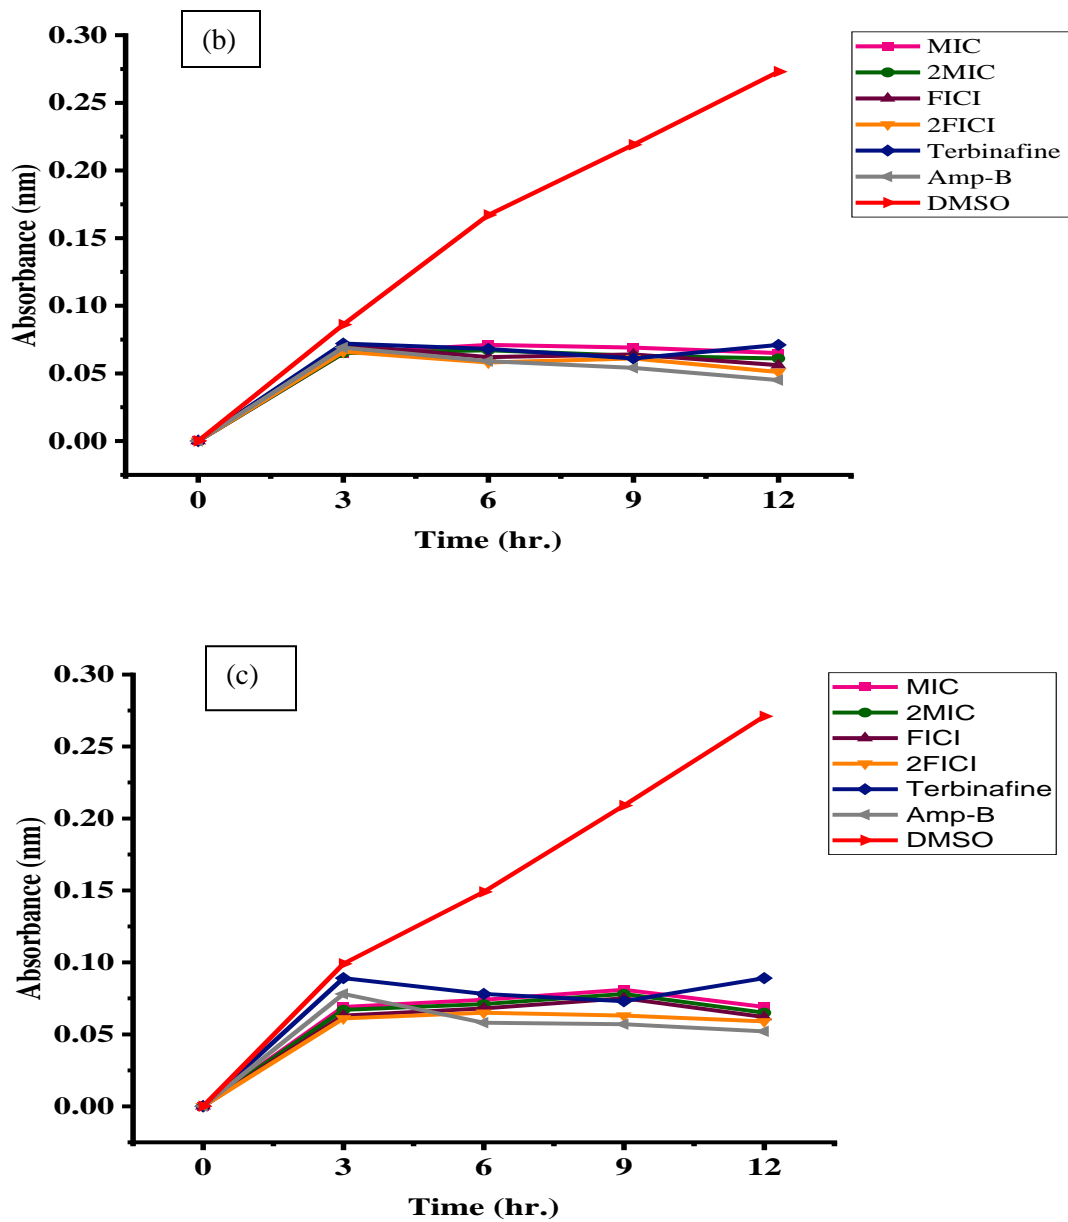 (b)
0.30
0.25
0.20
0.15
0.10
0.05
0.00
Absorbance (nm)
0 3 6 9 12
Time (hr.)
MIC
2MIC
FICI
2FICI
Terbinafine
Amp-B
DMSO
(c)
0.30
0.25
0.20
0.15
0.10
0.05
0.00
Absorbance (nm)
0 3 6 9 12
Time (hr.)
MIC
2MIC
FICI
2FICI
Terbinafine
Amp-B
DMSO